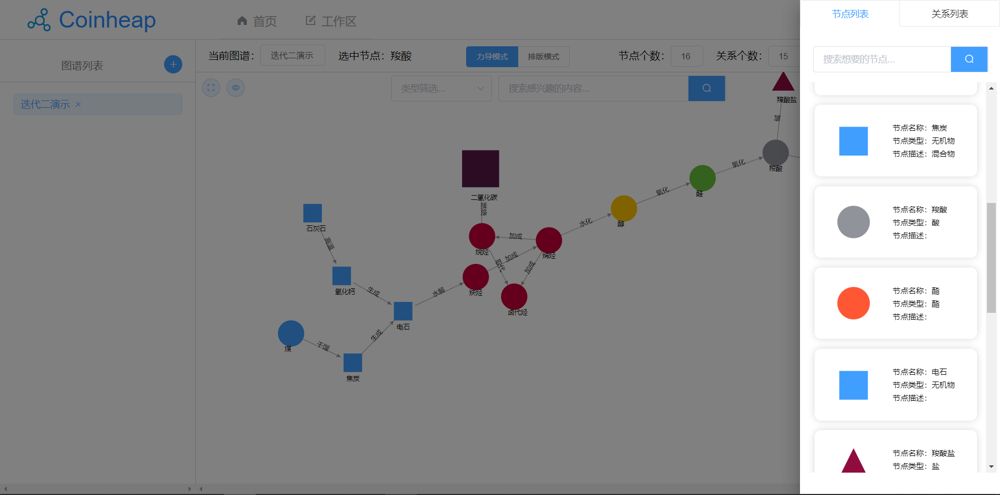 Coinheap
首页
工作区
图谱列表
迭代二演示
当前图谱：
迭代二演示
选中节点：羧酸
力导模式
排版模式
节点个数：
16
关系个数：
15
类型筛选...
搜索感兴趣的内容...
羧酸盐
氧化
羧酸
氧化
醛
水化
醇
二氧化碳
燃烧
烷烃
加成
烯烃
加成
取代
加成
炔烃
卤代烃
石灰石
高温
氧化钙
生成
水解
电石
生成
煤
干馏
焦炭
节点列表
关系列表
搜索想要的节点...
节点名称：焦炭
节点类型：无机物
节点描述：混合物
节点名称：羧酸
节点类型：酸
节点描述：
节点名称：酯
节点类型：酯
节点描述：
节点名称：电石
节点类型：无机物
节点描述：
节点名称：羧酸盐
节点类型：盐